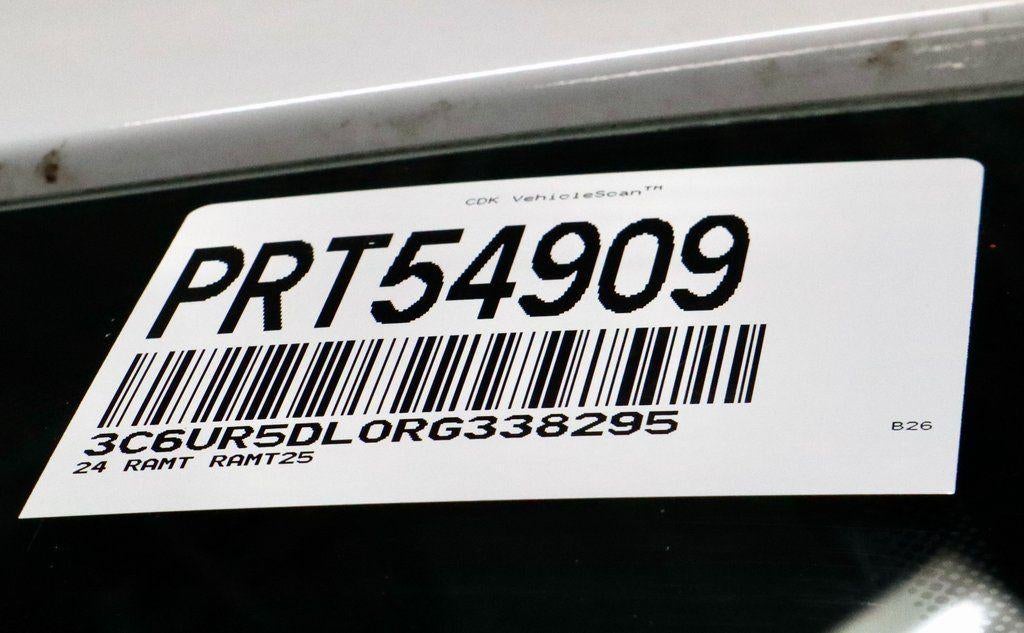 CDK VehicleScan™
PRT54909
3C6UR5DL0RG338295
24 RAMT RAMT25
B26